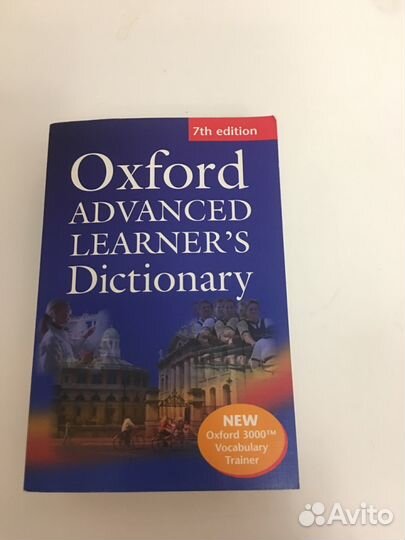 7th edition
Oxford
ADVANCED
LEARNER'S
Dictionary
NEW
Oxford 3000™
Vocabulary
Trainer
Avito